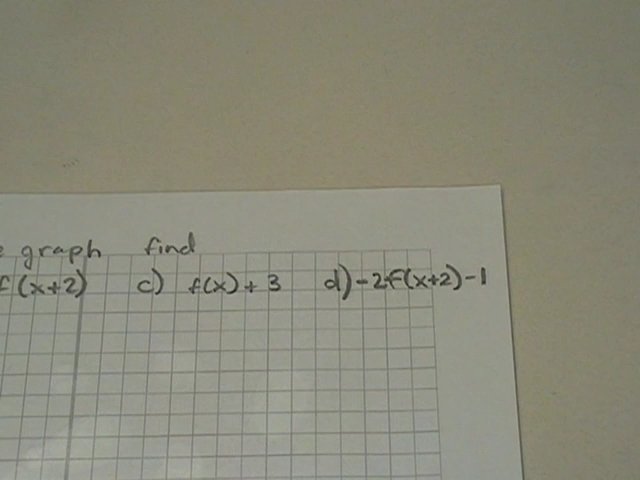 graph find
f(x+2) c) f(x)+3 d)-2f(x+2)-1